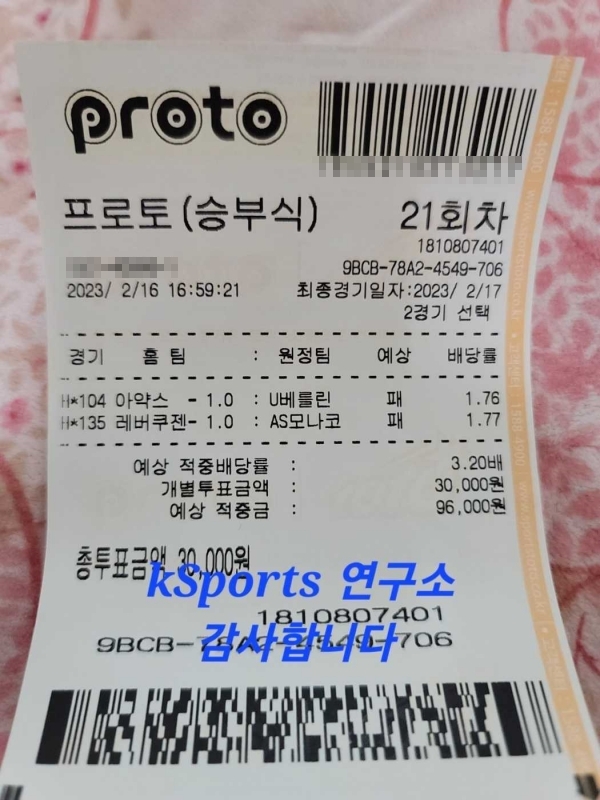 proto
프로토(승부식) 21회차
1810807401
9BCB-78A2-4549-706
2023/ 2/16 16:59:21 최종경기일자:2023/ 2/17
2경기 선택
경기 홈 팀 : 원정팀 예상 배당률
H*104 아약스 -1.0 : U베를린 패 1.76
H*135 레버쿠젠-1.0 : AS모나코 패 1.77
예상 적중배당률 : 3.20배
개별투표금액 : 30,000원
예상 적중금 : 96,000원
총투표금액 30,000원
kSports 연구소
1810807401
9BCB-78A2-4549-706
감사합니다